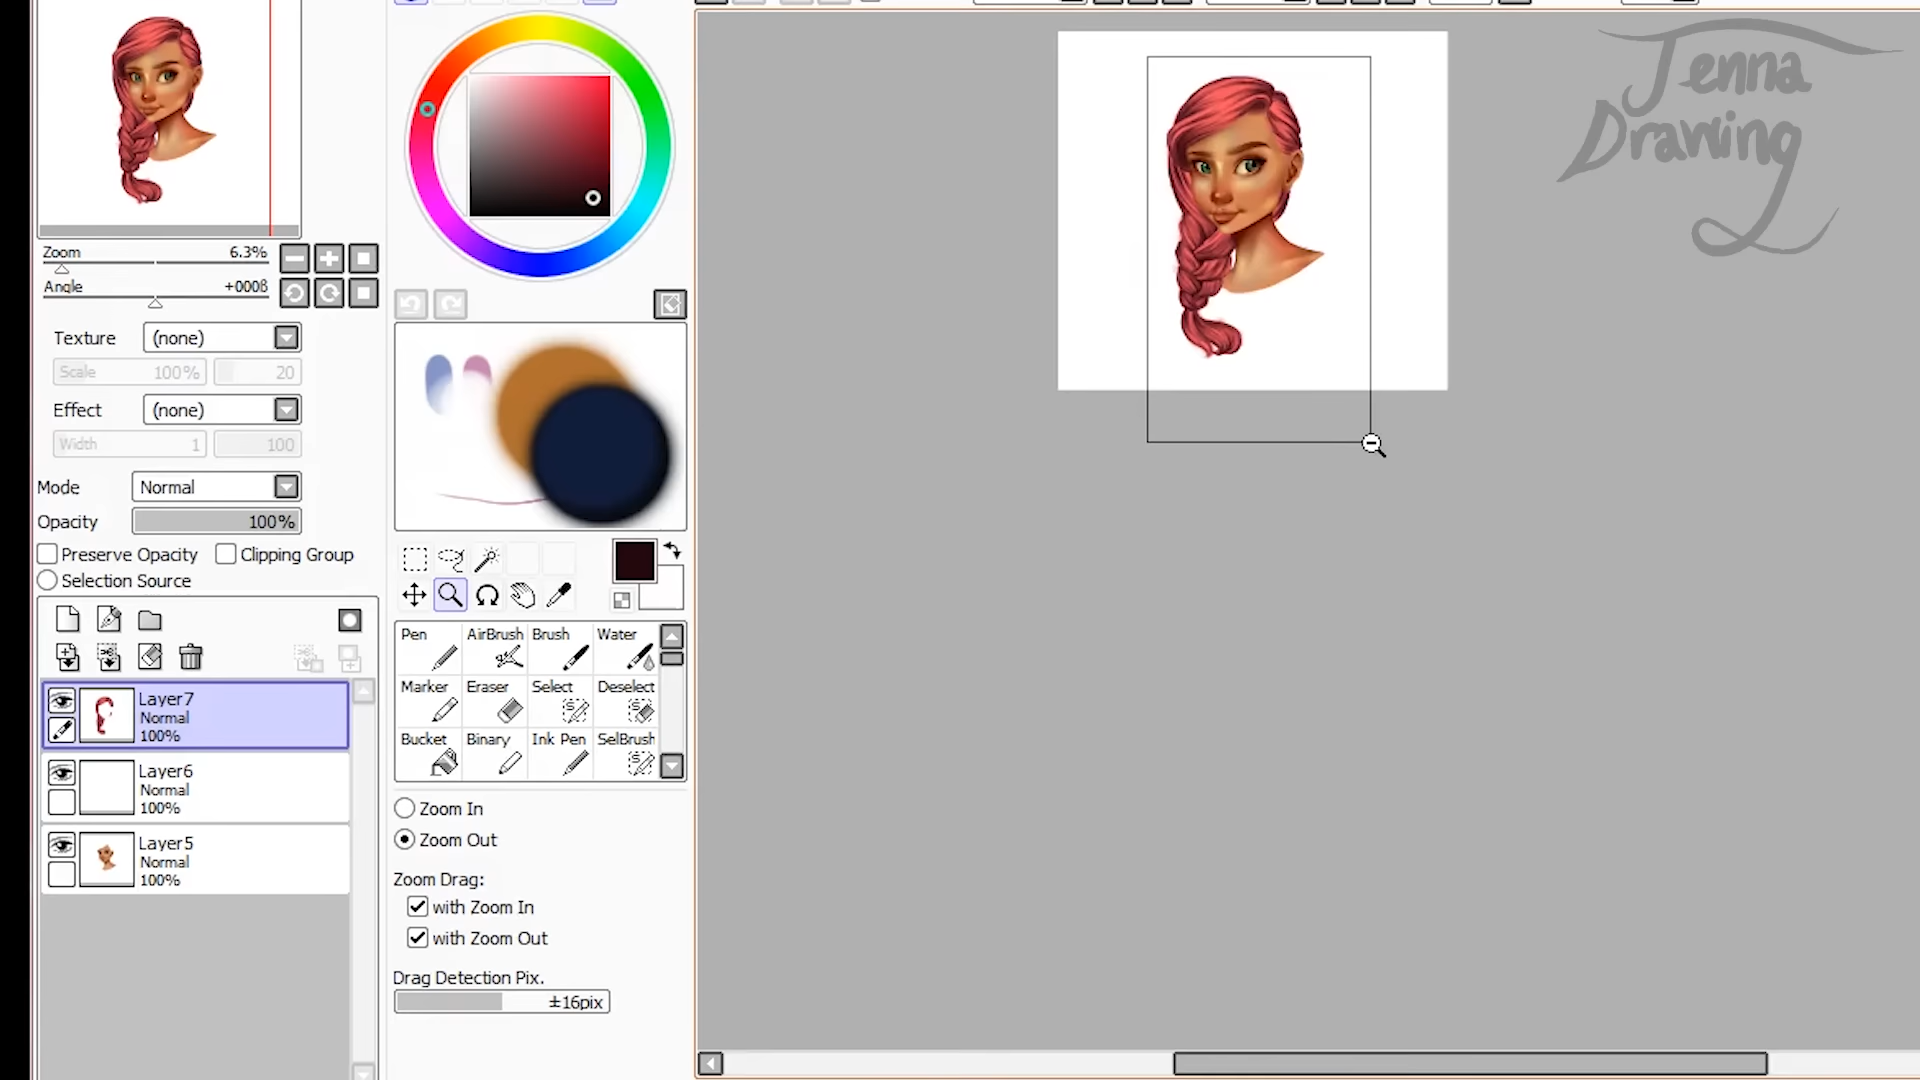 Jenna
Drawing
Zoom 6.3%
Angle +000ß
Texture (none)
Scale 100% 20
Effect (none)
Width 1 100
Mode Normal
Opacity 100%
Preserve Opacity Clipping Group
Selection Source
Layer7
Normal
100%
Layer6
Normal
100%
Layer5
Normal
100%
Pen AirBrush Brush Water
Marker Eraser Select Deselect
Bucket Binary Ink Pen SelBrush
Zoom In
Zoom Out
Zoom Drag:
with Zoom In
with Zoom Out
Drag Detection Pix.
±16pix